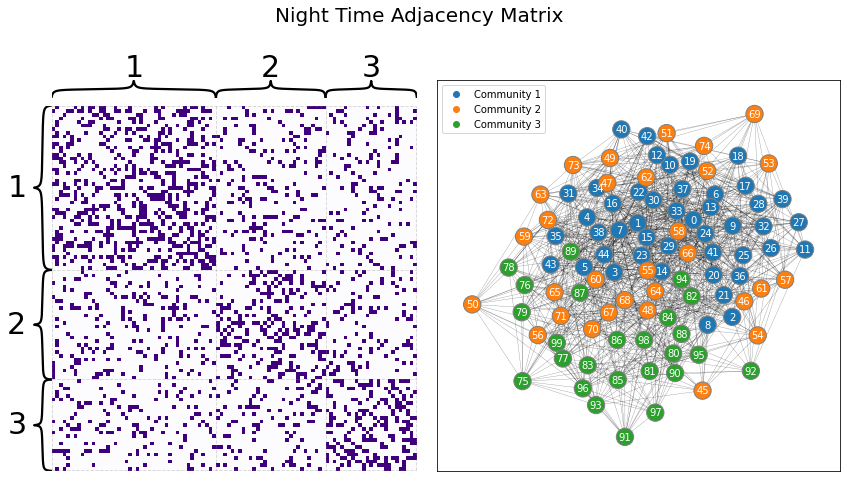 Night Time Adjacency Matrix
1 2 3
1
2
3
Community 1
Community 2
Community 3
69
40 42 51
74
12 10 19 18 53
73 49
47 62 52
63 31 34 22 37 6 17 39
16 30 13 28
72 4 33 0 27
59 35 38 7 1 58 24 9 32
15 29 11
89 44 23 66 41 25 26
78 43 5 3 55 14 20 36 57
76 60 94
65 87 68 64 82 21 46 61
50 79 71 67 48 84 2
56 70 8 54
99 86 98 88
77 80 95
83 81 90 92
75 96 85 45
93 97
91